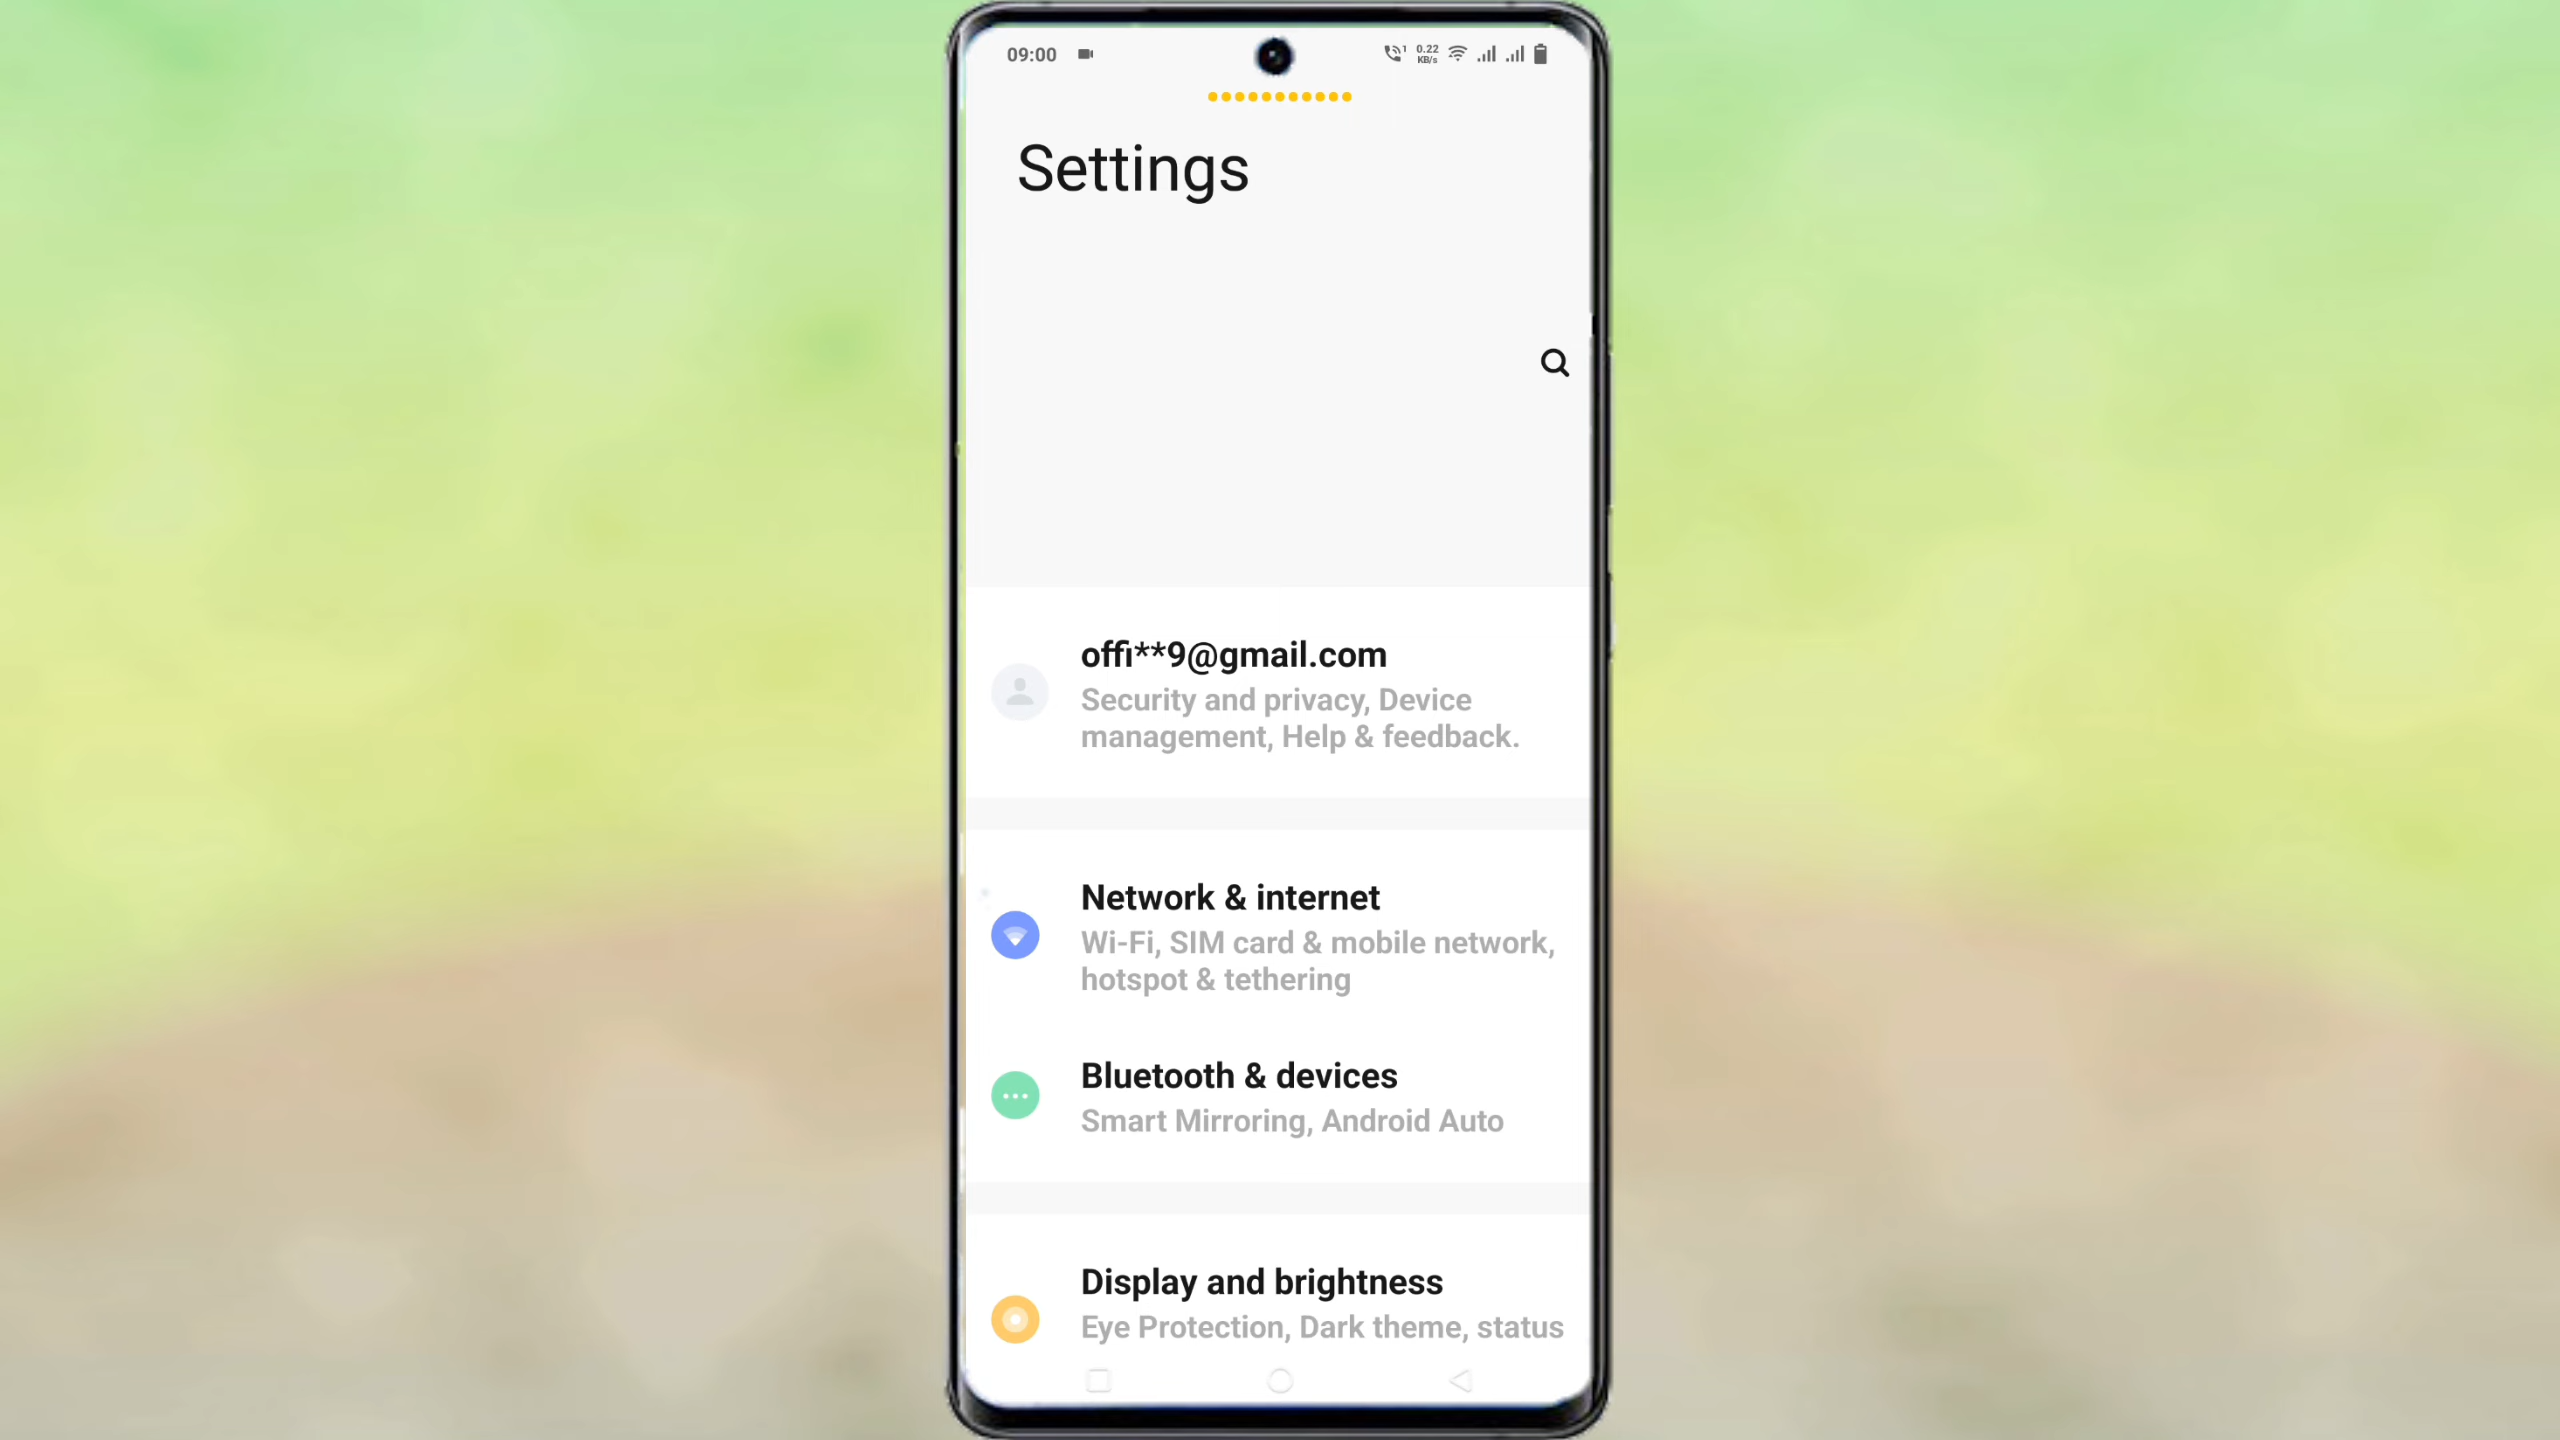 09:00
0.22
KB/s
Settings
offi**9@gmail.com
Security and privacy, Device
management, Help & feedback.
Network & internet
Wi-Fi, SIM card & mobile network,
hotspot & tethering
Bluetooth & devices
Smart Mirroring, Android Auto
Display and brightness
Eye Protection, Dark theme, status